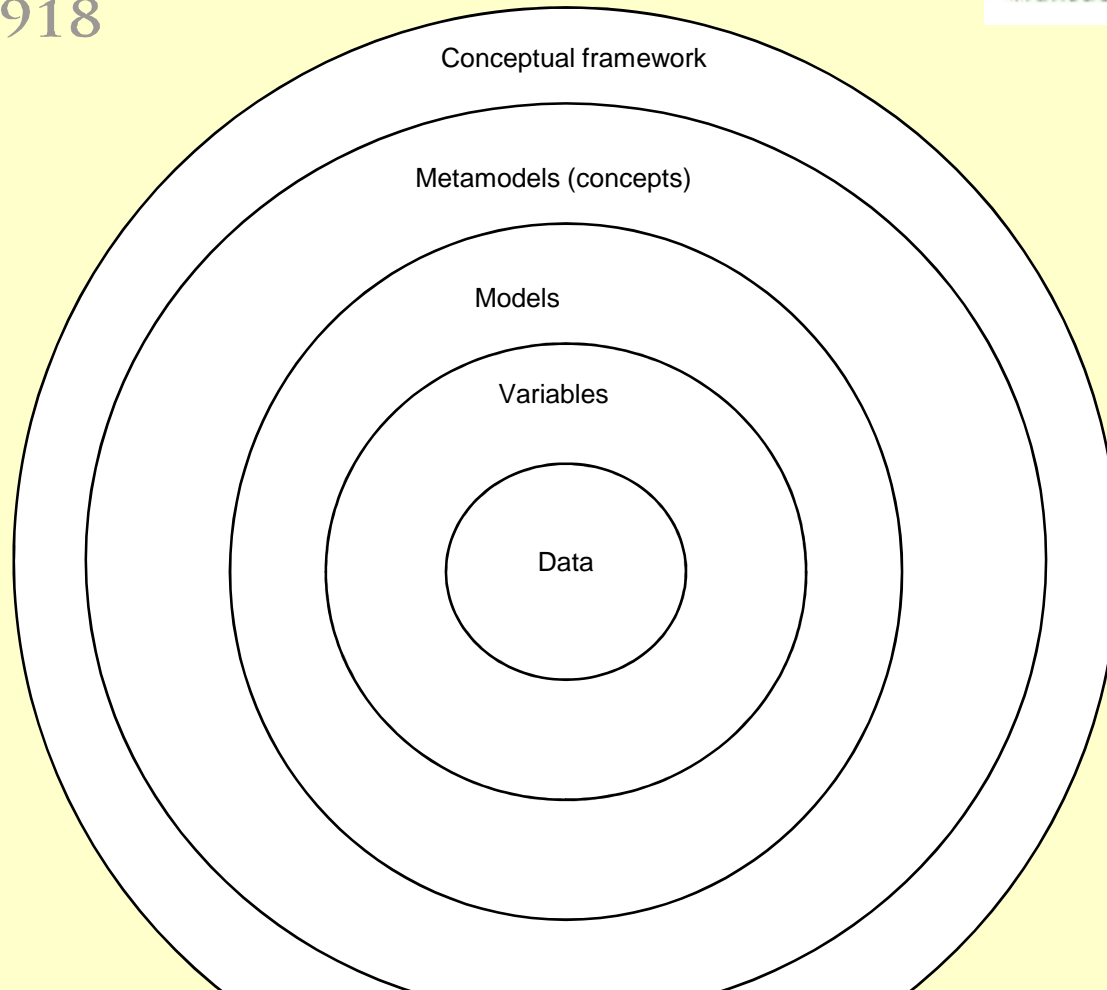 918
Conceptual framework
Metamodels (concepts)
Models
Variables
Data